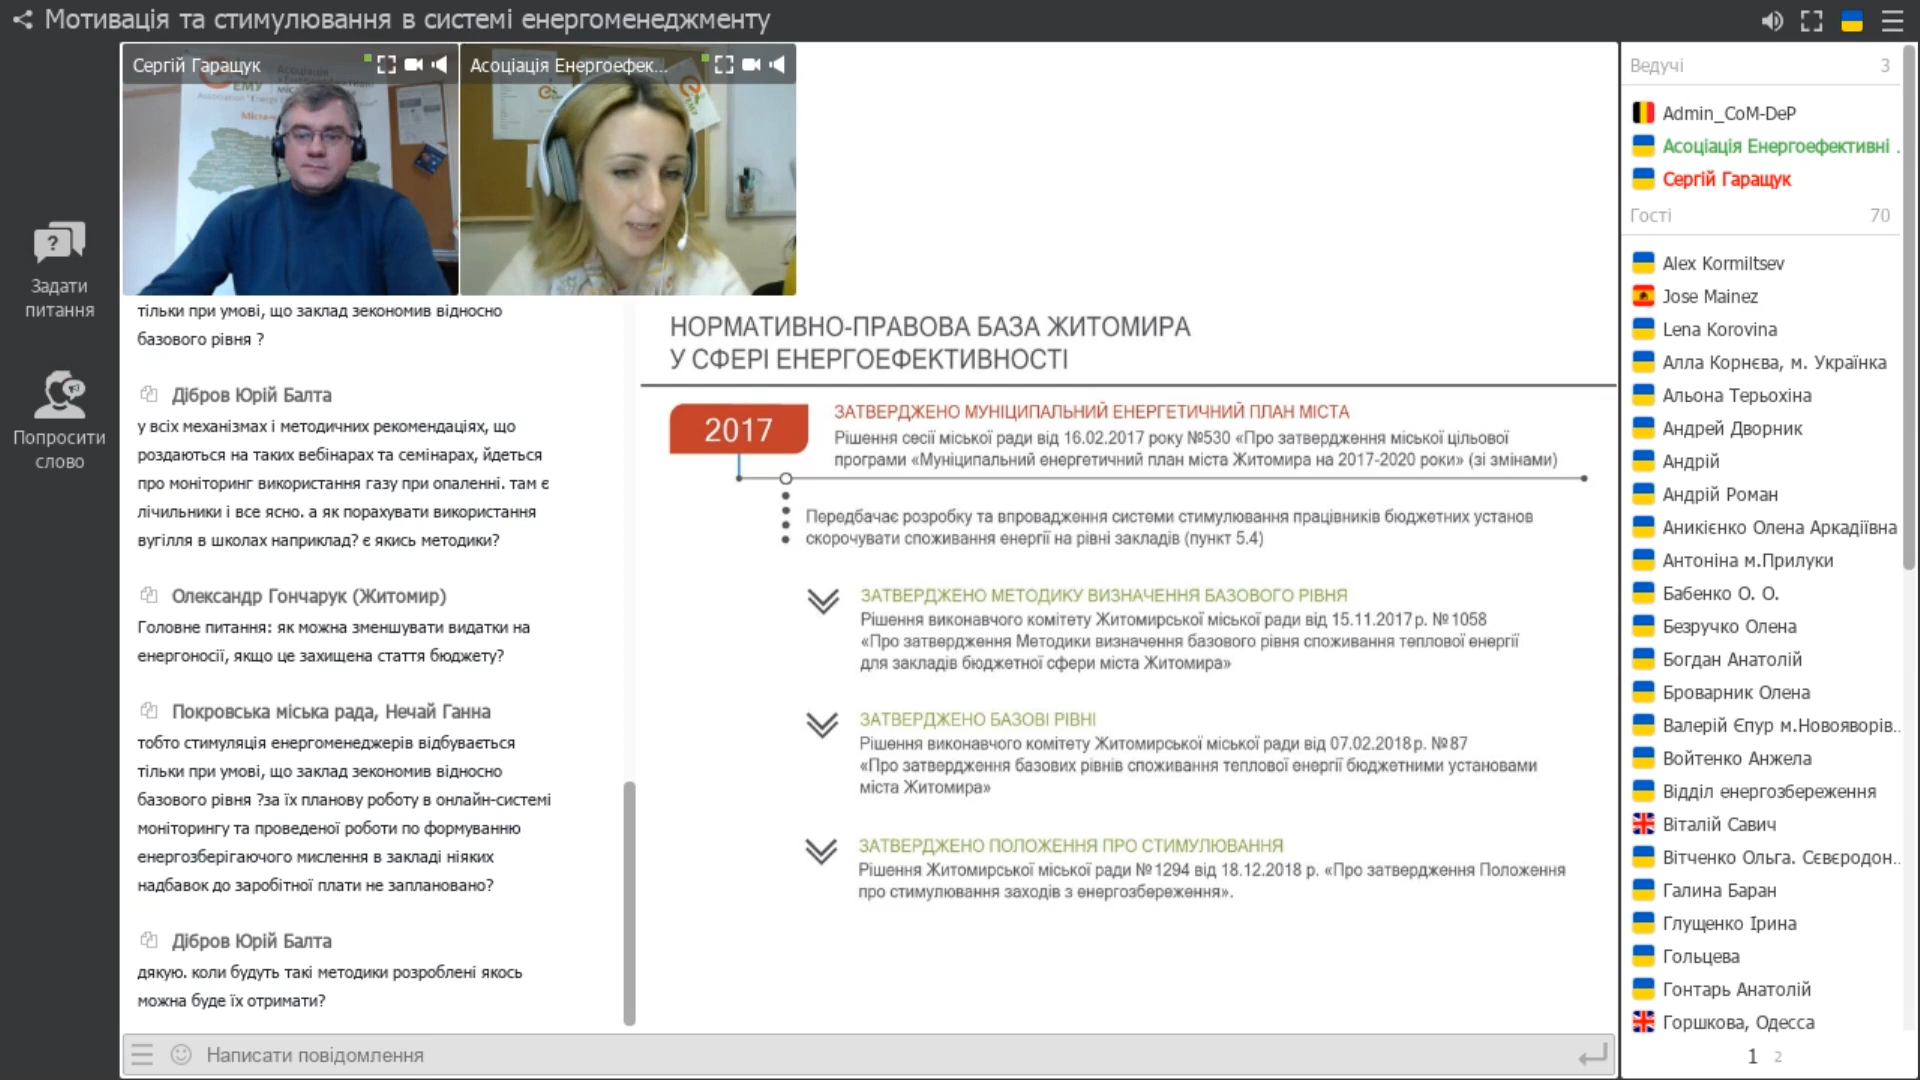 Мотивація та стимулювання в системі енергоменеджменту
Сергій Гаращук
Асоціація Енергоефек...
Задати
питання
Попросити
слово
тільки при умові, що заклад зекономив відносно
базового рівня ?
Дібров Юрій Балта
у всіх механізмах і методичних рекомендаціях, що
роздаються на таких вебінарах та семінарах, йдеться
про моніторинг використання газу при опаленні. там є
лічильники і все ясно. а як порахувати використання
вугілля в школах наприклад? є якись методики?
Олександр Гончарук (Житомир)
Головне питання: як можна зменшувати видатки на
енергоносії, якщо це захищена стаття бюджету?
Покровська міська рада, Нечай Ганна
тобто стимуляція енергоменеджерів відбувається
тільки при умові, що заклад зекономив відносно
базового рівня ?за їх планову роботу в онлайн-системі
моніторингу та проведеної роботи по формуванню
енергозберігаючого мислення в закладі ніяких
надбавок до заробітної плати не заплановано?
Дібров Юрій Балта
дякую. коли будуть такі методики розроблені якось
можна буде їх отримати?
Написати повідомлення
НОРМАТИВНО-ПРАВОВА БАЗА ЖИТОМИРА
У СФЕРІ ЕНЕРГОЕФЕКТИВНОСТІ
2017
ЗАТВЕРДЖЕНО МУНІЦИПАЛЬНИЙ ЕНЕРГЕТИЧНИЙ ПЛАН МІСТА
Рішення сесії міської ради від 16.02.2017 року №530 «Про затвердження міської цільової
програми «Муніципальний енергетичний план міста Житомира на 2017-2020 роки» (зі змінами)
Передбачає розробку та впровадження системи стимулювання працівників бюджетних установ
скорочувати споживання енергії на рівні закладів (пункт 5.4)
ЗАТВЕРДЖЕНО МЕТОДИКУ ВИЗНАЧЕННЯ БАЗОВОГО РІВНЯ
Рішення виконавчого комітету Житомирської міської ради від 15.11.2017р. №1058
«Про затвердження Методики визначення базового рівня споживання теплової енергії
для закладів бюджетної сфери міста Житомира»
ЗАТВЕРДЖЕНО БАЗОВІ РІВНІ
Рішення виконавчого комітету Житомирської міської ради від 07.02.2018р. №87
«Про затвердження базових рівнів споживання теплової енергії бюджетними установами
міста Житомира»
ЗАТВЕРДЖЕНО ПОЛОЖЕННЯ ПРО СТИМУЛЮВАННЯ
Рішення Житомирської міської ради №1294 від 18.12.2018 р. «Про затвердження Положення
про стимулювання заходів з енергозбереження».
Ведучі 3
Admin_CoM-DeP
Асоціація Енергоефективні .
Сергій Гаращук
Гості 70
Alex Kormiltsev
Jose Mainez
Lena Korovina
Алла Корнєва, м. Українка
Альона Терьохіна
Андрей Дворник
Андрій
Андрій Роман
Аникієнко Олена Аркадіївна
Антоніна м.Прилуки
Бабенко О. О.
Безручко Олена
Богдан Анатолій
Броварник Олена
Валерій Єпур м.Новояворів..
Войтенко Анжела
Відділ енергозбереження
Віталій Савич
Вітченко Ольга. Сєвєродон..
Галина Баран
Глущенко Ірина
Гольцева
Гонтарь Анатолій
Горшкова, Одесса
1 2